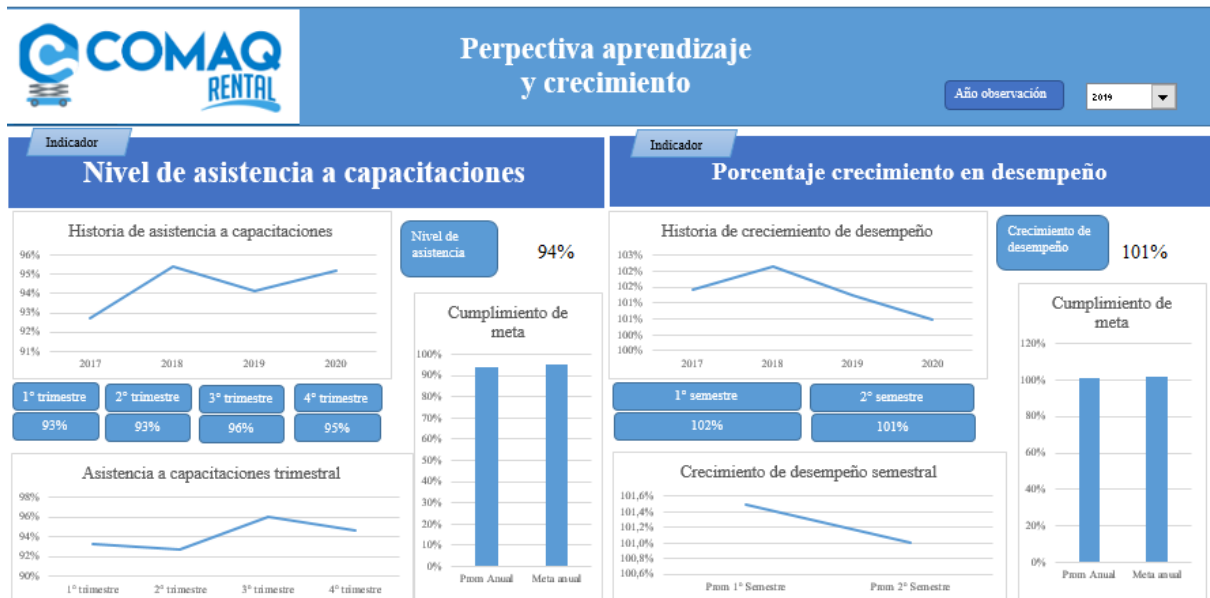 COMAQ
RENTAL
Perpectiva aprendizaje
y crecimiento
Año observación
2019
Indicador
Nivel de asistencia a capacitaciones
Historia de asistencia a capacitaciones
96%
95%
94%
93%
92%
91%
2017 2018 2019 2020
Nivel de
asistencia
94%
1° trimestre 2° trimestre 3° trimestre 4° trimestre
93% 93% 96% 95%
Asistencia a capacitaciones trimestral
98%
96%
94%
92%
90%
1° trimestre 2° trimestre 3° trimestre 4° trimestre
Cumplimiento de
meta
100%
90%
80%
70%
60%
50%
40%
30%
20%
10%
0%
Prom Anual Meta anual
Indicador
Porcentaje crecimiento en desempeño
Historia de creciemiento de desempeño
103%
102%
102%
101%
101%
100%
100%
2017 2018 2019 2020
Crecimiento de
desempeño
101%
1° semestre 2° semestre
102% 101%
Crecimiento de desempeño semestral
101,6%
101,4%
101,2%
101,0%
100,8%
100,6%
Prom 1° Semestre Prom 2° Semestre
Cumplimiento de
meta
120%
100%
80%
60%
40%
20%
0%
Prom Anual Meta anual